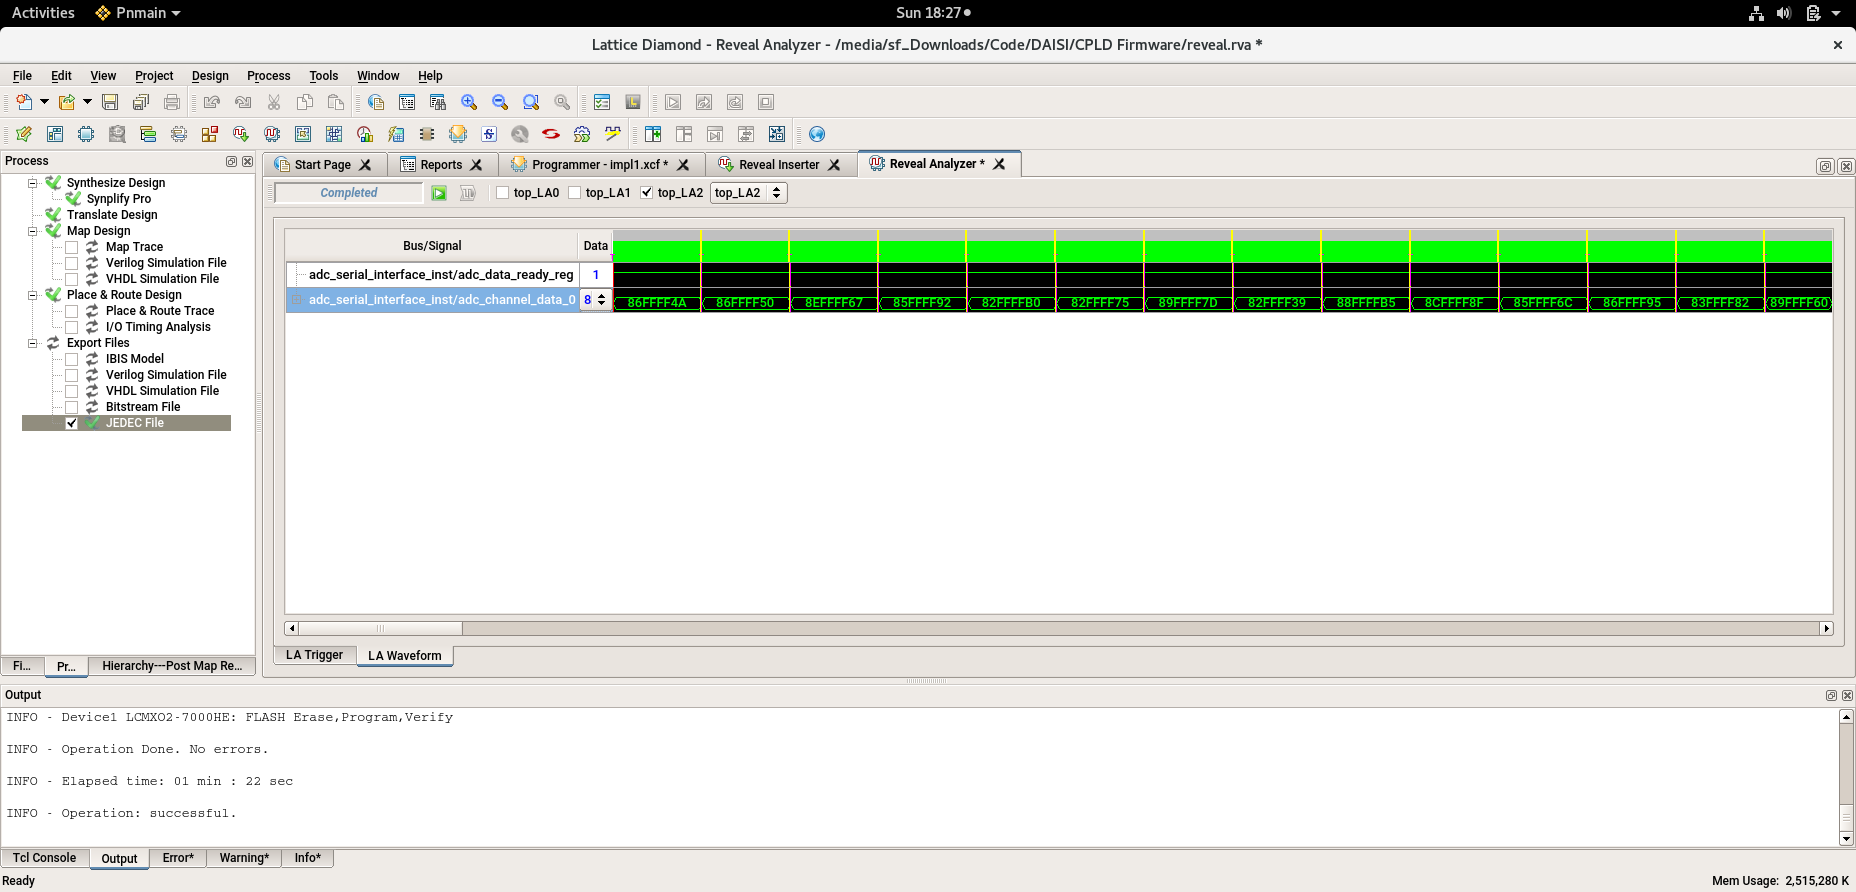 Activities Pnmain Sun 18:27
Lattice Diamond - Reveal Analyzer - /media/sf_Downloads/Code/DAISI/CPLD Firmware/reveal.rva *
File Edit View Project Design Process Tools Window Help
Process
Start Page Reports Programmer - impl1.xcf * Reveal Inserter Reveal Analyzer *
Synthesize Design
Synplify Pro
Translate Design
Map Design
Map Trace
Verilog Simulation File
VHDL Simulation File
Place & Route Design
Place & Route Trace
I/O Timing Analysis
Export Files
IBIS Model
Verilog Simulation File
VHDL Simulation File
Bitstream File
JEDEC File
Fi... Pr... Hierarchy---Post Map Re...
Completed top_LA0 top_LA1 top_LA2 top_LA2
Bus/Signal Data
adc_serial_interface_inst/adc_data_ready_reg 1
adc_serial_interface_inst/adc_channel_data_0 8 86FFFF4A 86FFFF50 8EFFFF67 85FFFF92 82FFFFB0 82FFFF75 89FFFF7D 82FFFF39 88FFFFB5 8CFFFF8F 85FFFF6C 86FFFF95 83FFFF82 89FFFF60
LA Trigger LA Waveform
Output
INFO - Device1 LCMXO2-7000HE: FLASH Erase,Program,Verify
INFO - Operation Done. No errors.
INFO - Elapsed time: 01 min : 22 sec
INFO - Operation: successful.
Tcl Console Output Error* Warning* Info*
Ready Mem Usage: 2,515,280 K